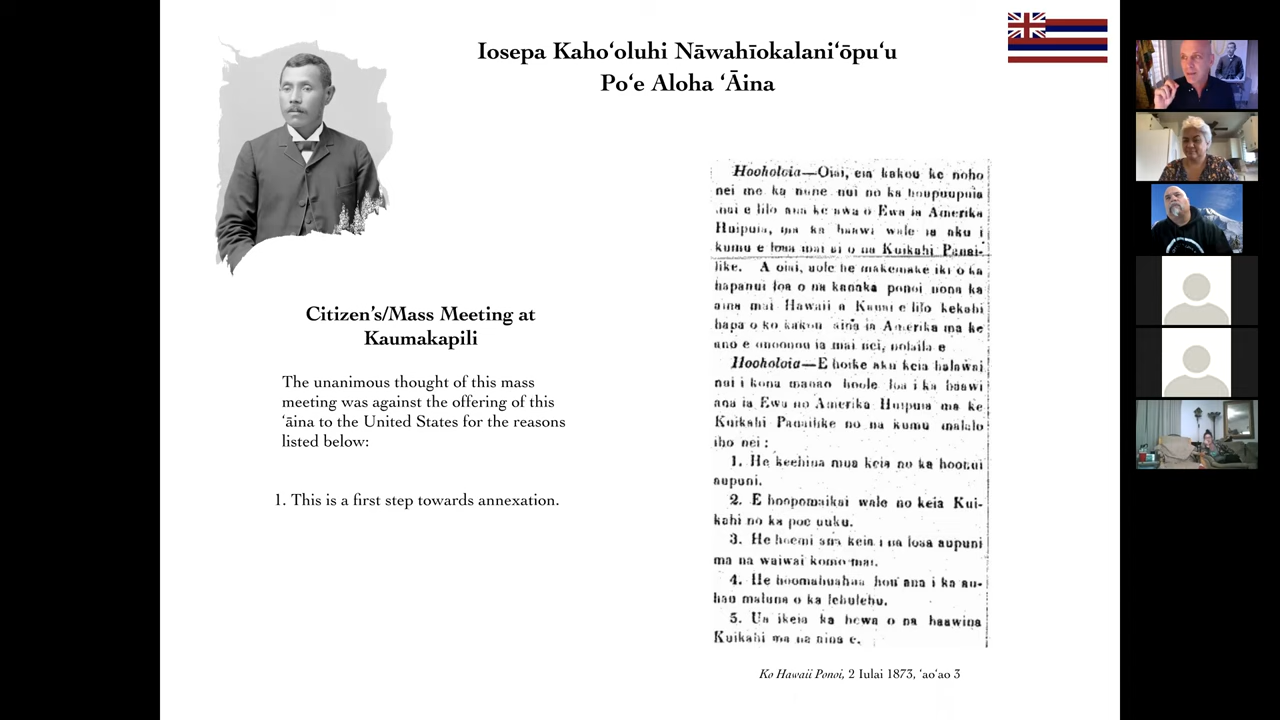 Iosepa Kahoʻoluhi Nāwahīokalaniʻōpuʻu
Poʻe Aloha ʻĀina
Citizen’s/Mass Meeting at
Kaumakapili
The unanimous thought of this mass
meeting was against the offering of this
ʻāina to the United States for the reasons
listed below:
1. This is a first step towards annexation.
Hooholoia—Oiai, eia kakou ke noho
nei me ka nune nui no ka houpuupuia
nui e lilo ana ke awa o Ewa ia Amerika
Huipuia, ma ka haawi wale ia aku i
kumu e loaa mai ai o na Kuikahi Panai-
like. A oiai, aole he makemake iki o ka
hapanui loa o na kanaka ponoi nona ka
aina mai Hawaii a Kauai e lilo kekahi
hapa o ko kakou aina ia Amerika ma ke
ano e ia mai nei, nolaila e
Hooholoia—E hoike aku keia halawai
nui i kona manao hoole loa i ka haawi
ana ia Ewa no Amerika Huipuia ma ke
Kuikahi Panailike no na kumu malalo
iho nei :
1. He keehina mua keia no ka hoohui
aupuni.
2. E hoopomaikai wale no keia Kui-
kahi no ka poe uuku.
3. He hoemi ana keia i na loaa aupuni
ma na waiwai komo mai.
4. He hoomahuahua hou ana i ka au-
hau maluna o ka lehulehu.
5. Ua ikeia ka hewa o na haawina
Kuikahi ma na aina e.
Ko Hawaii Ponoi, 2 Iulai 1873, ʻaoʻao 3